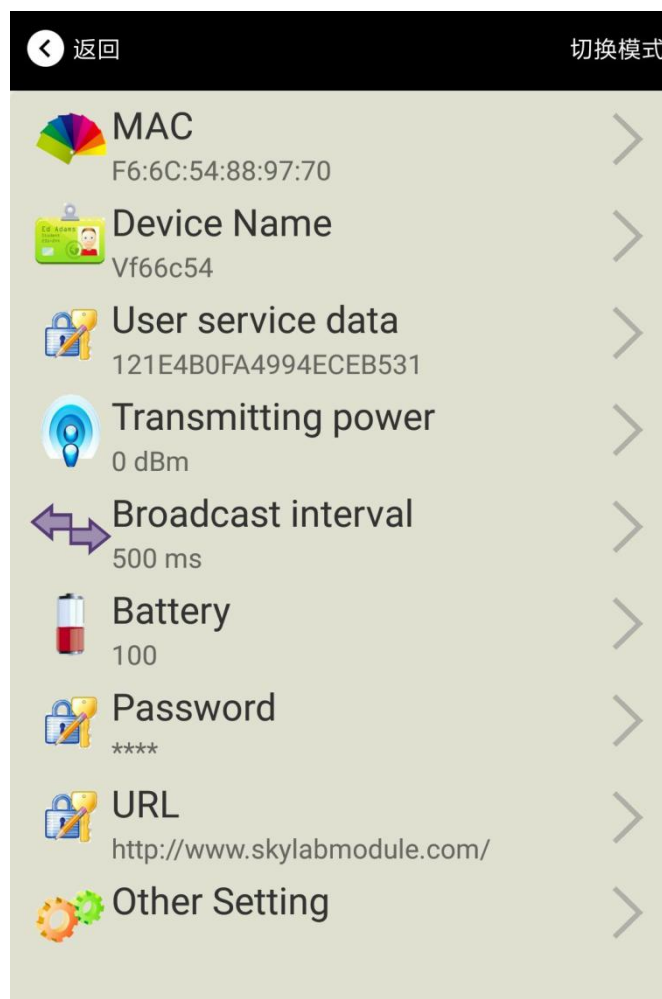 返回 切换模式
MAC
F6:6C:54:88:97:70
Device Name
Vf66c54
User service data
121E4B0FA4994ECEB531
Transmitting power
0 dBm
Broadcast interval
500 ms
Battery
100
Password
****
URL
http://www.skylabmodule.com/
Other Setting